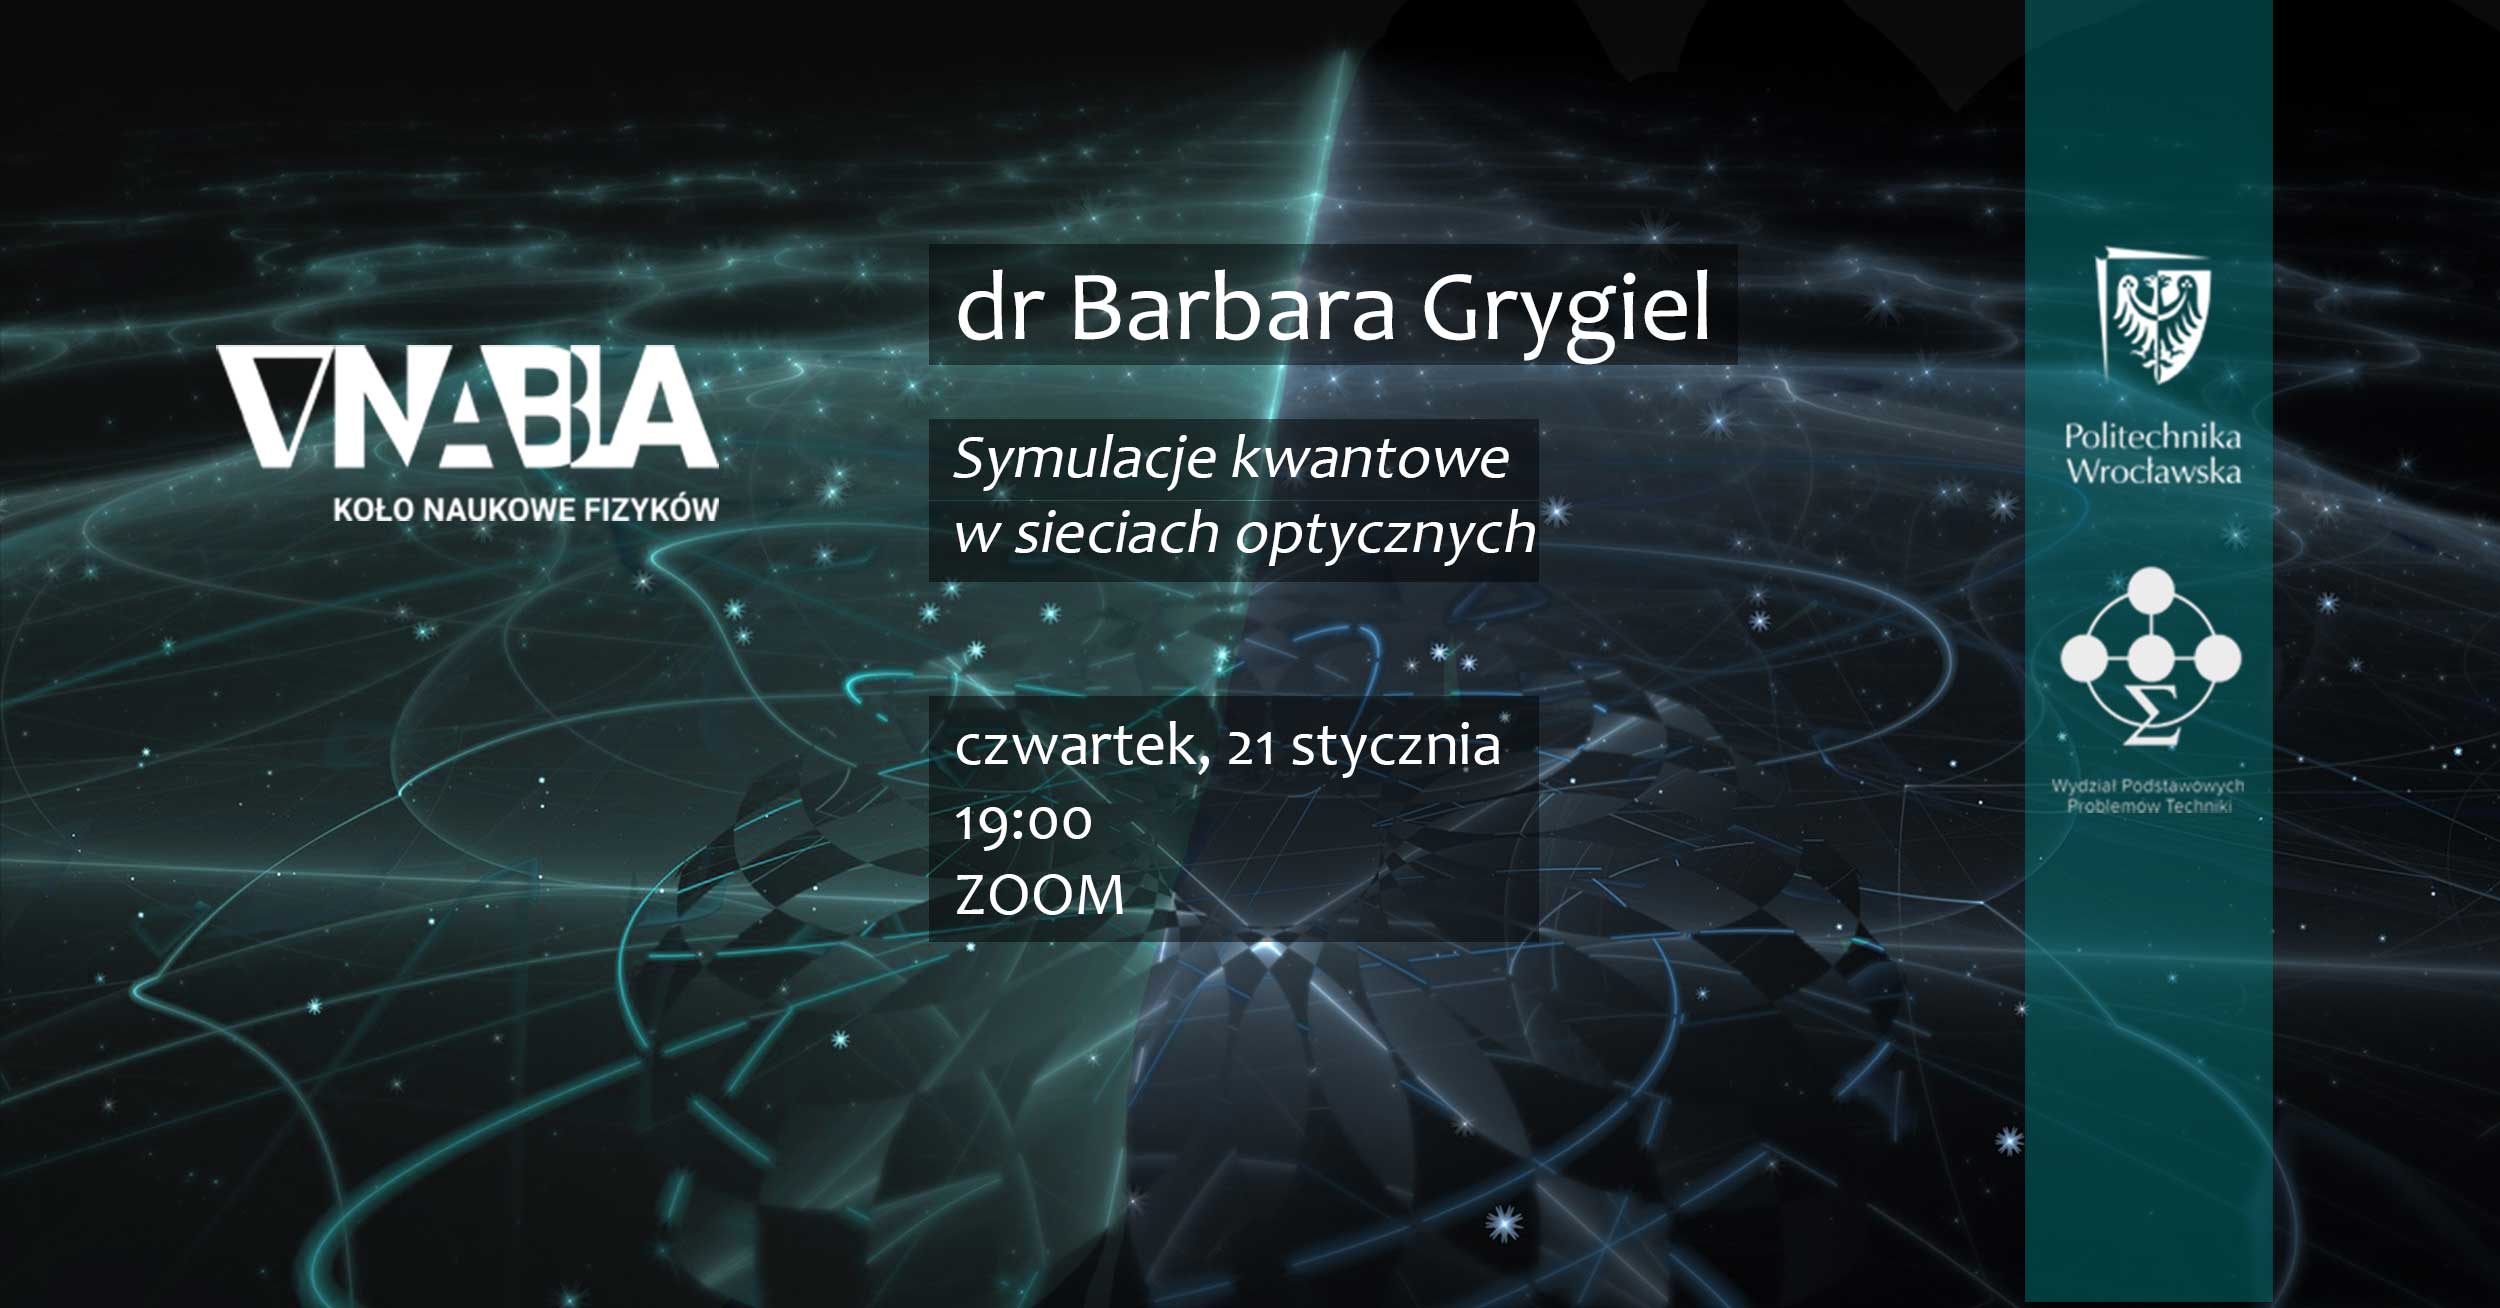 NABLA
KOŁO NAUKOWE FIZYKÓW
dr Barbara Grygiel
Symulacje kwantowe
w sieciach optycznych
czwartek, 21 stycznia
19:00
ZOOM
Politechnika
Wrocławska
Σ
Wydział Podstawowych
Problemów Techniki